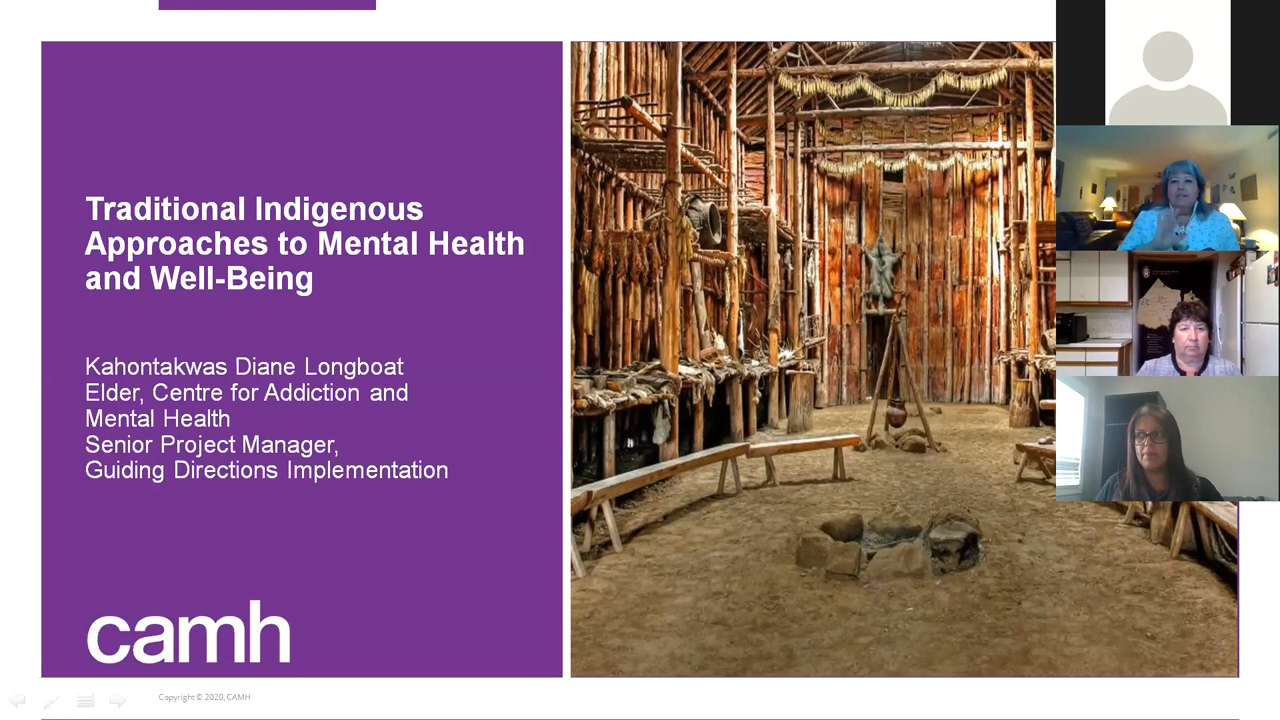 Traditional Indigenous
Approaches to Mental Health
and Well-Being
Kahontakwas Diane Longboat
Elder, Centre for Addiction and
Mental Health
Senior Project Manager,
Guiding Directions Implementation
camh
Copyright © 2020, CAMH